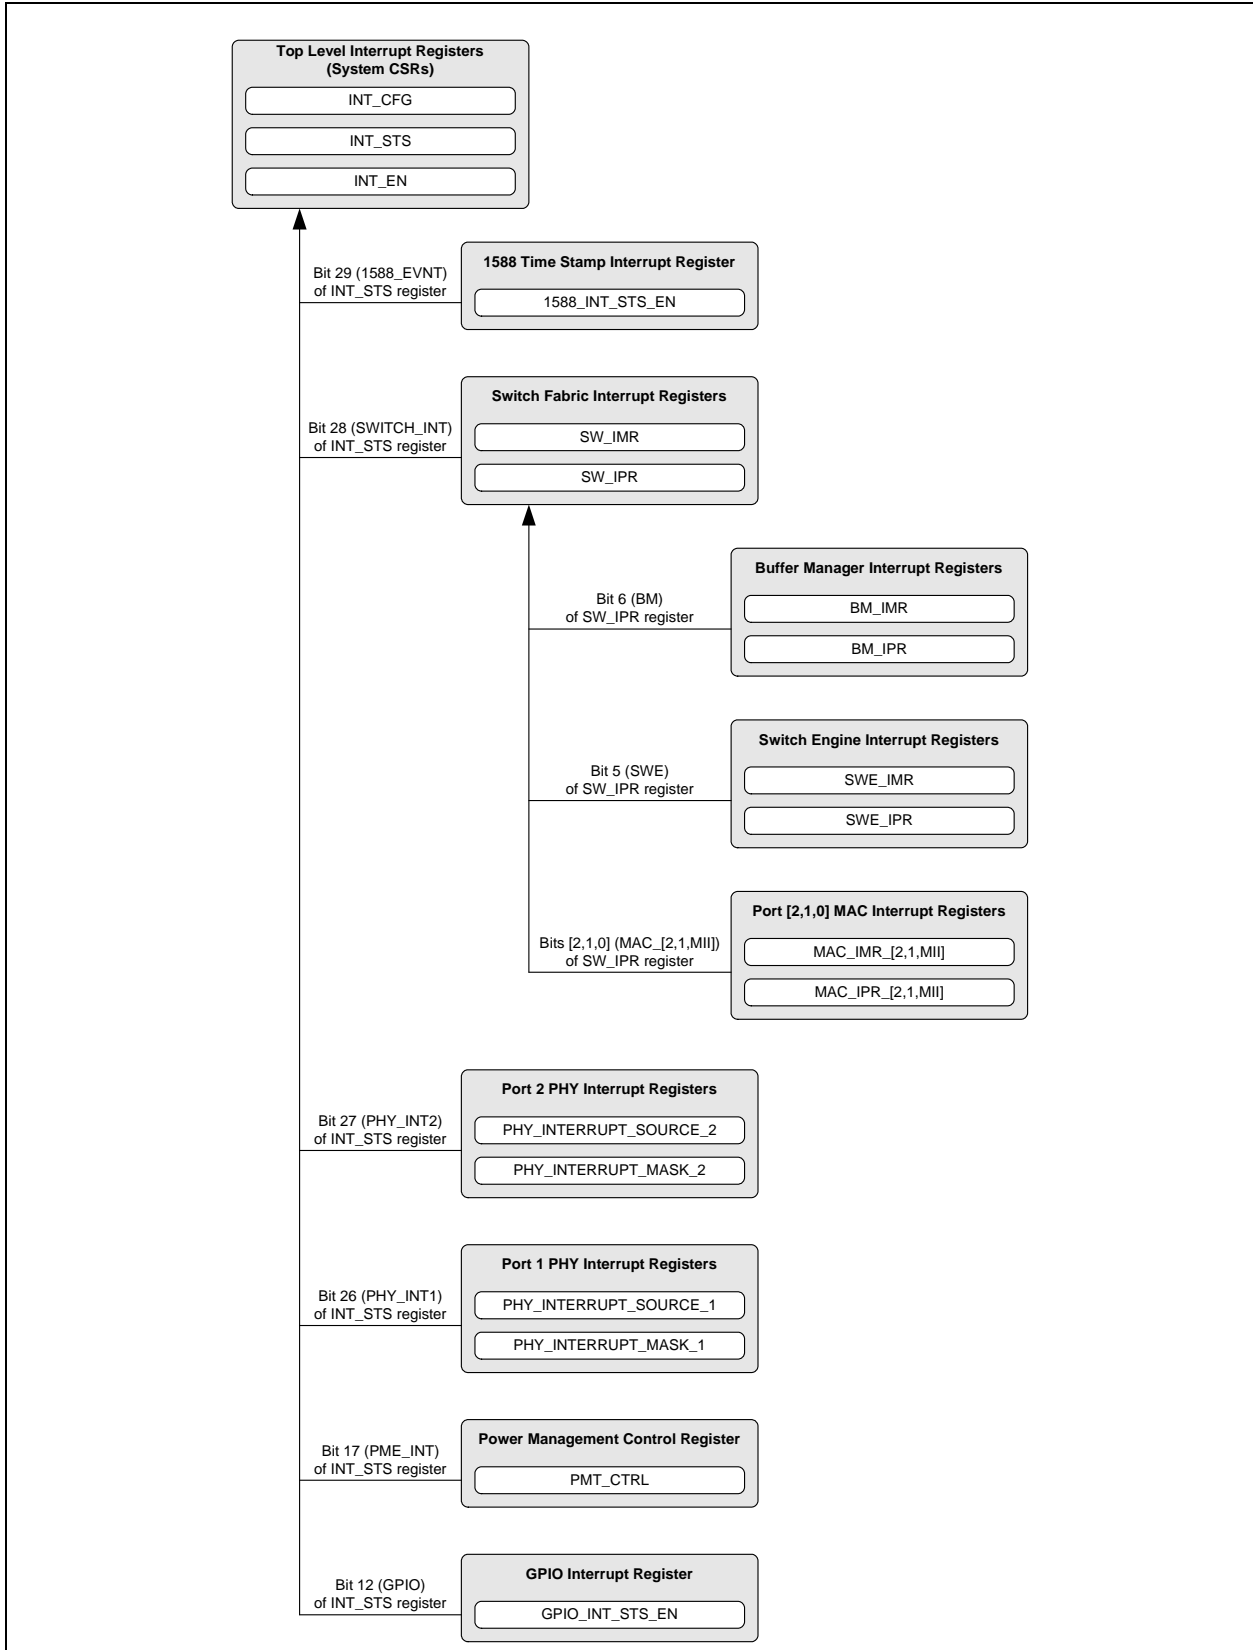 Top Level Interrupt Registers
(System CSRs)
INT_CFG
INT_STS
INT_EN
Bit 29 (1588_EVNT)
of INT_STS register
1588 Time Stamp Interrupt Register
1588_INT_STS_EN
Bit 28 (SWITCH_INT)
of INT_STS register
Switch Fabric Interrupt Registers
SW_IMR
SW_IPR
Bit 6 (BM)
of SW_IPR register
Buffer Manager Interrupt Registers
BM_IMR
BM_IPR
Bit 5 (SWE)
of SW_IPR register
Switch Engine Interrupt Registers
SWE_IMR
SWE_IPR
Bits [2,1,0] (MAC_[2,1,MII])
of SW_IPR register
Port [2,1,0] MAC Interrupt Registers
MAC_IMR_[2,1,MII]
MAC_IPR_[2,1,MII]
Bit 27 (PHY_INT2)
of INT_STS register
Port 2 PHY Interrupt Registers
PHY_INTERRUPT_SOURCE_2
PHY_INTERRUPT_MASK_2
Bit 26 (PHY_INT1)
of INT_STS register
Port 1 PHY Interrupt Registers
PHY_INTERRUPT_SOURCE_1
PHY_INTERRUPT_MASK_1
Bit 17 (PME_INT)
of INT_STS register
Power Management Control Register
PMT_CTRL
Bit 12 (GPIO)
of INT_STS register
GPIO Interrupt Register
GPIO_INT_STS_EN